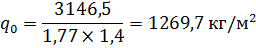 q₀ = 3146,5 / 1,77 × 1,4 = 1269,7 кг/м²